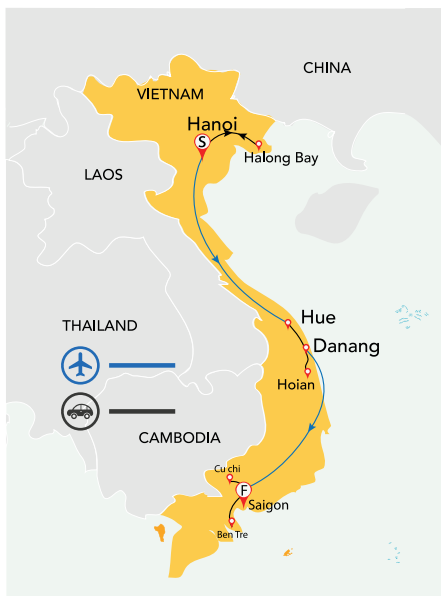 CHINA
VIETNAM
Hanoi
S
Halong Bay
LAOS
Hue
THAILAND
Danang
Hoian
CAMBODIA
Cu chi
F
Saigon
Ben Tre